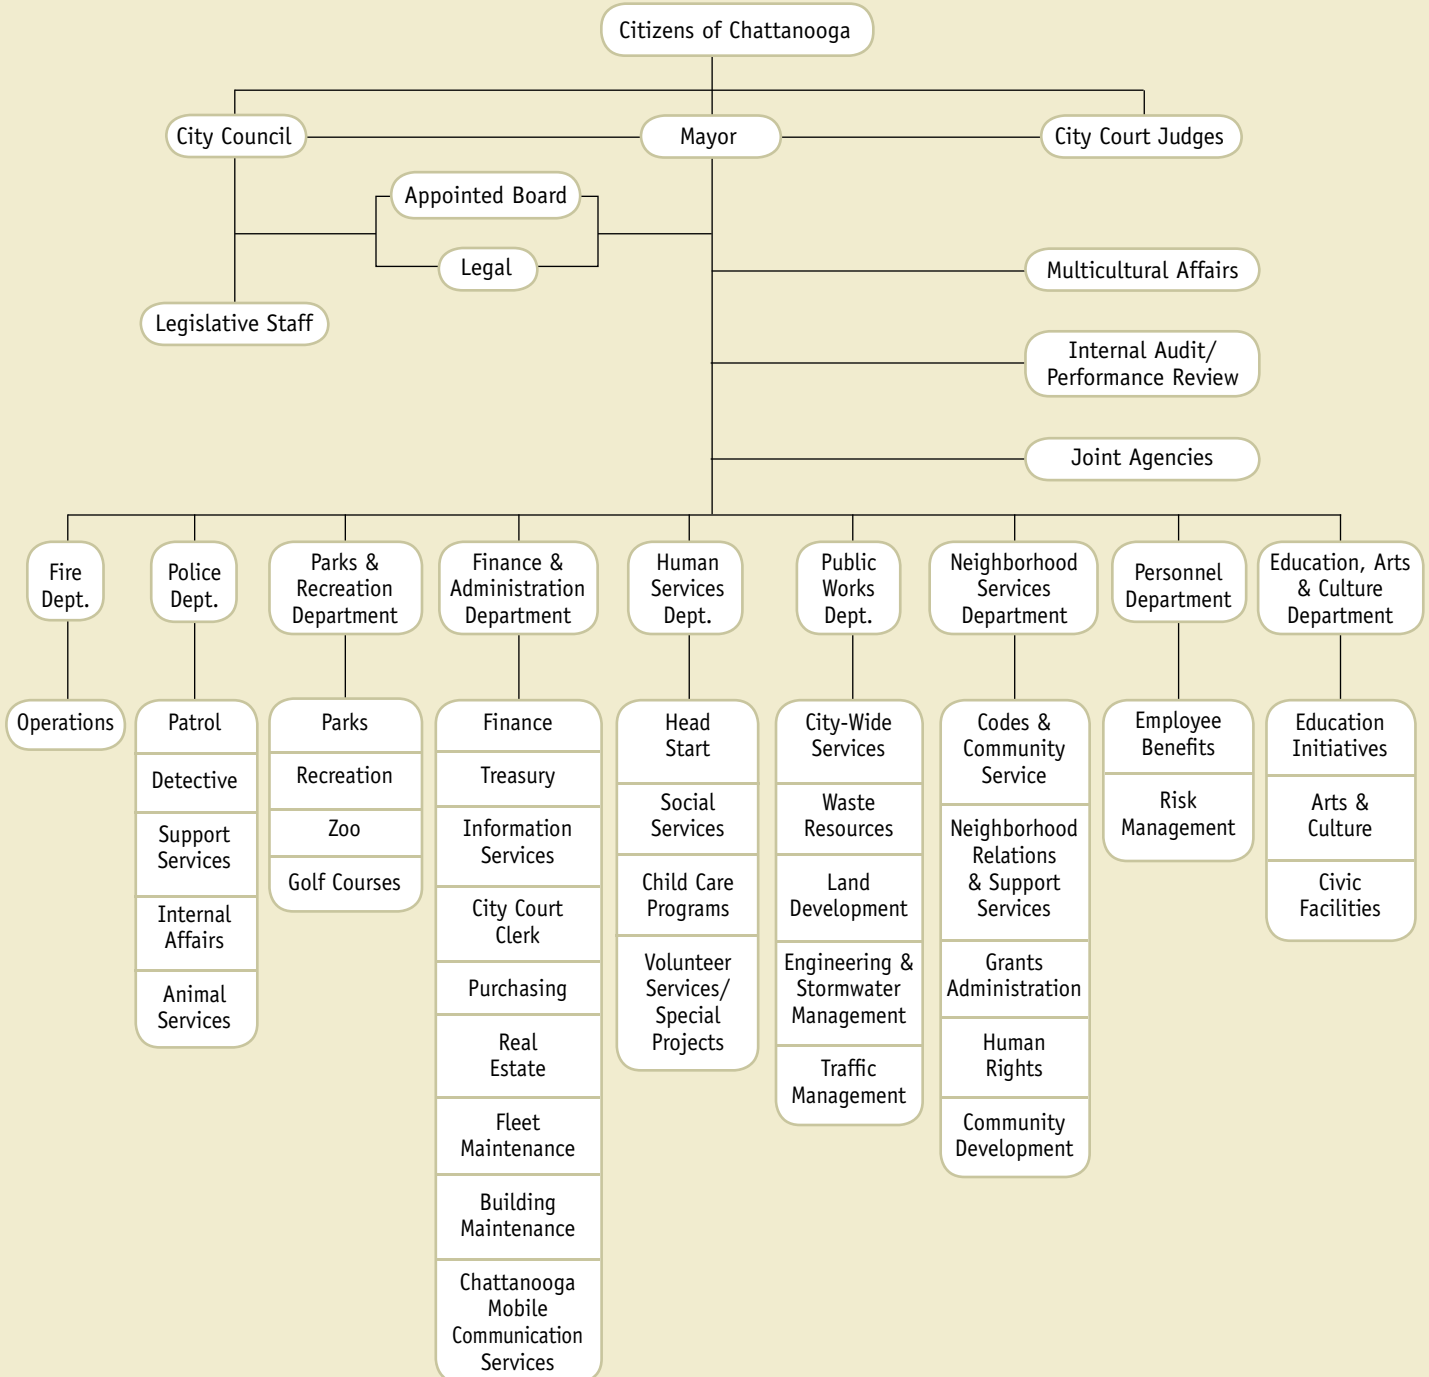 Citizens of Chattanooga
City Council
Mayor
City Court Judges
Appointed Board
Legal
Legislative Staff
Multicultural Affairs
Internal Audit/
Performance Review
Joint Agencies
Fire
Dept.
Police
Dept.
Parks &
Recreation
Department
Finance &
Administration
Department
Human
Services
Dept.
Public
Works
Dept.
Neighborhood
Services
Department
Personnel
Department
Education, Arts
& Culture
Department
Operations
Patrol
Detective
Support
Services
Internal
Affairs
Animal
Services
Parks
Recreation
Zoo
Golf Courses
Finance
Treasury
Information
Services
City Court
Clerk
Purchasing
Real
Estate
Fleet
Maintenance
Building
Maintenance
Chattanooga
Mobile
Communication
Services
Head
Start
Social
Services
Child Care
Programs
Volunteer
Services/
Special
Projects
City-Wide
Services
Waste
Resources
Land
Development
Engineering &
Stormwater
Management
Traffic
Management
Codes &
Community
Service
Neighborhood
Relations
& Support
Services
Grants
Administration
Human
Rights
Community
Development
Employee
Benefits
Risk
Management
Education
Initiatives
Arts &
Culture
Civic
Facilities